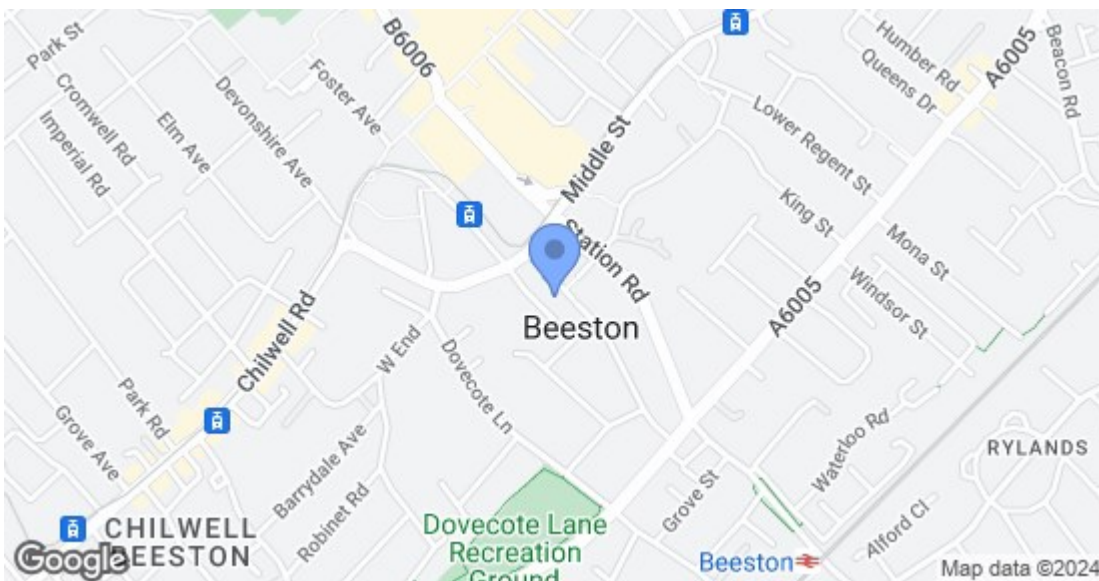 Park St
Cromwell Rd
Imperial Rd
Elm Ave
Devonshire Ave
Foster Ave
B6006
Middle St
Station Rd
Humber Rd
Queens Dr
A6005
Beacon Rd
Lower Regent St
King St
Mona St
Windsor St
A6005
Beeston
Chilwell Rd
W End
Dovecote Ln
Park Rd
Grove Ave
Barrydale Ave
Robinet Rd
Waterloo Rd
RYLANDS
Grove St
Alford Cl
CHILWELL
BEESTON
Dovecote Lane
Recreation
Ground
Beeston
Google
Map data ©2024